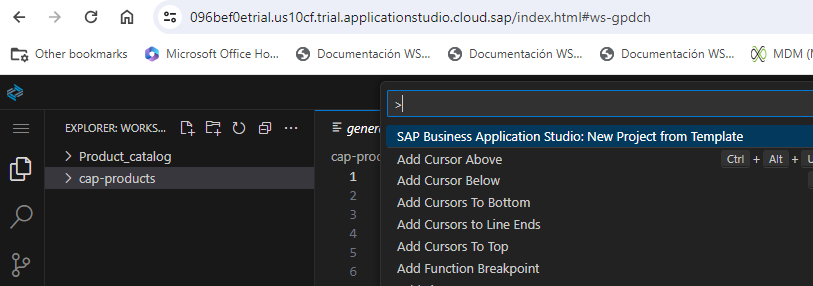 096bef0etrial.us10cf.trial.applicationstudio.cloud.sap/index.html#ws-gpdch
Other bookmarks Microsoft Office Ho... Documentación WS... Documentación WS... Documentación WS... MDM (
>
EXPLORER: WORKS...
gener
SAP Business Application Studio: New Project from Template
Product_catalog
cap-proc
Add Cursor Above Ctrl + Alt + U
cap-products
1
Add Cursor Below
2
Add Cursors To Bottom
3
Add Cursors to Line Ends
4
Add Cursors To Top
5
Add Function Breakpoint
6